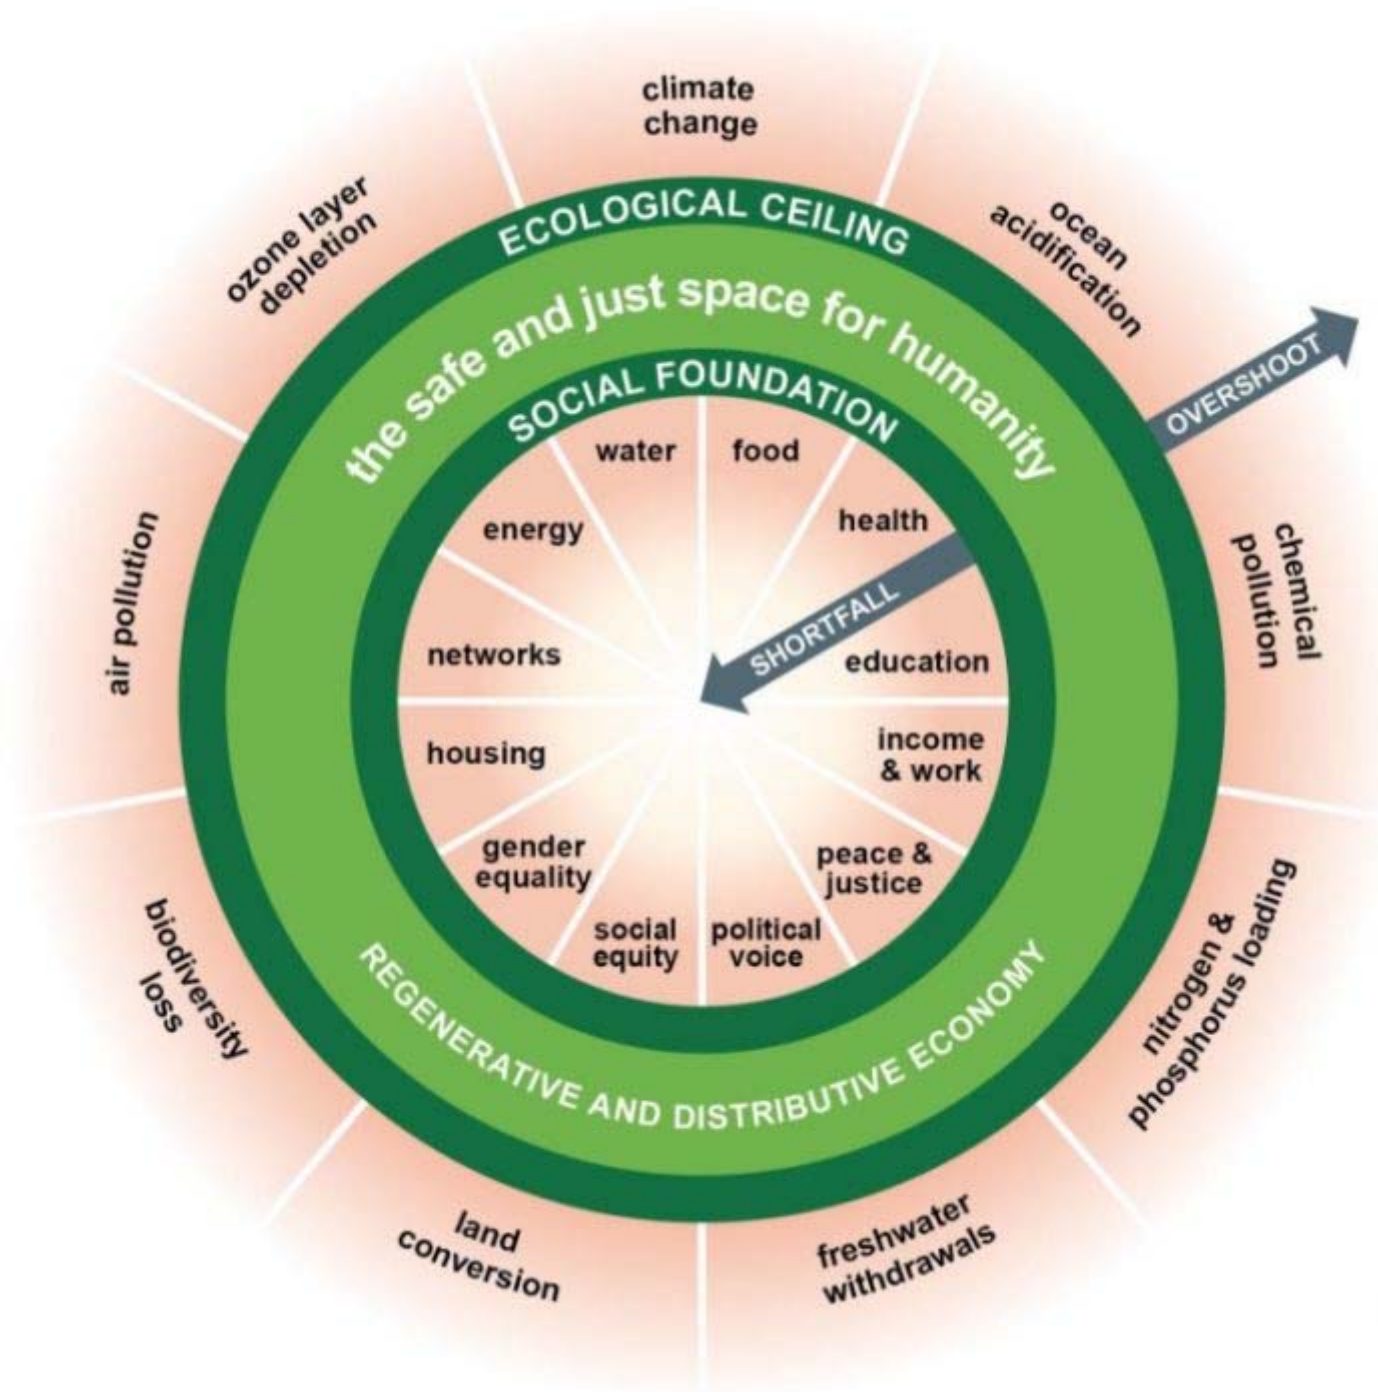 climate
change
ocean
acidification
OVERSHOOT
chemical
pollution
nitrogen &
phosphorus loading
freshwater
withdrawals
land
conversion
biodiversity
loss
air pollution
ozone layer
depletion
ECOLOGICAL CEILING
the safe and just space for humanity
SOCIAL FOUNDATION
water
food
health
SHORTFALL
education
income
& work
peace &
justice
political
voice
social
equity
gender
equality
housing
networks
energy
REGENERATIVE AND DISTRIBUTIVE ECONOMY